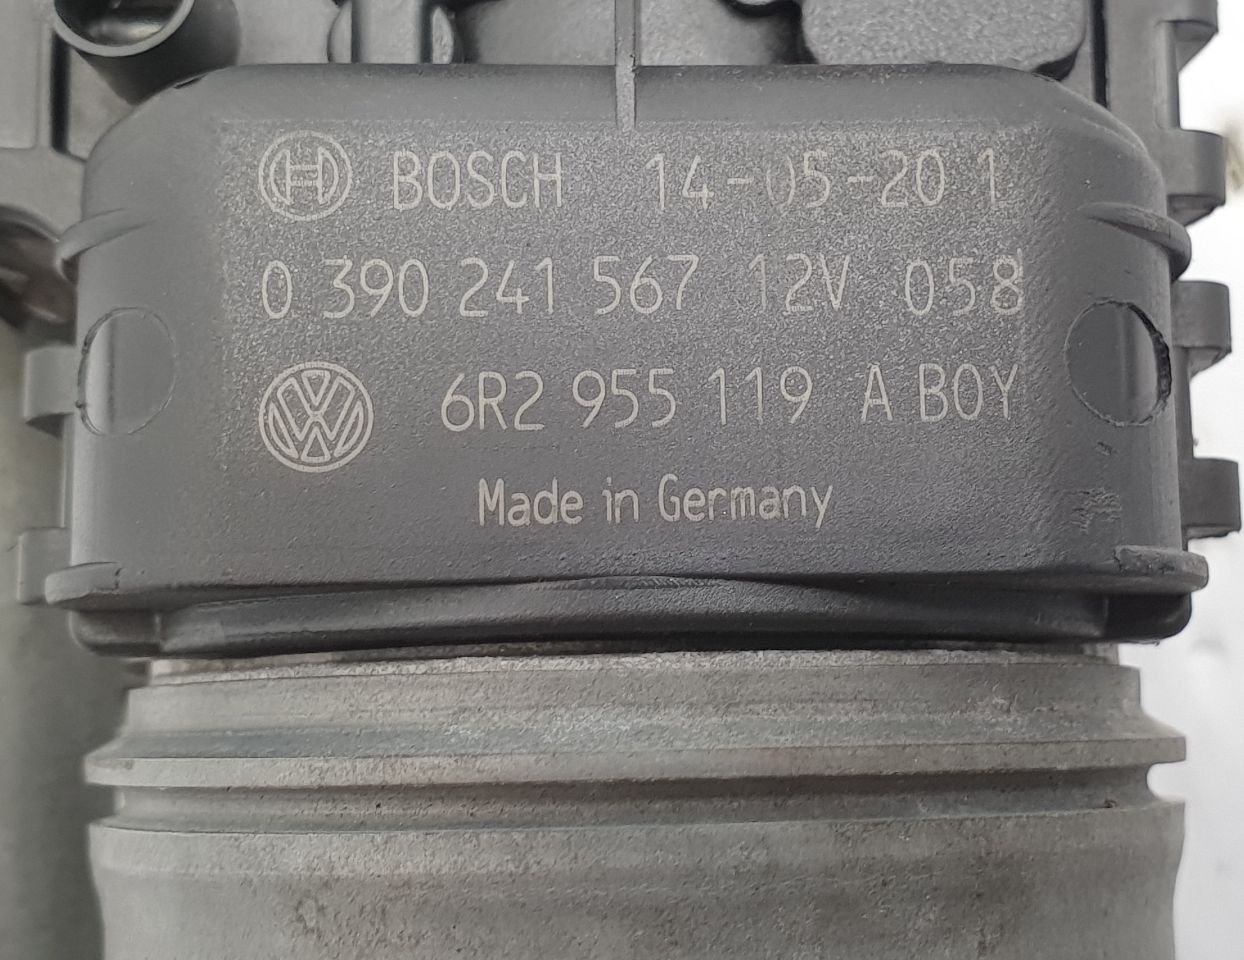 BOSCH 14-05-20 1
0 390 241 567 12V 058
6R2 955 119 A BOY
Made in Germany